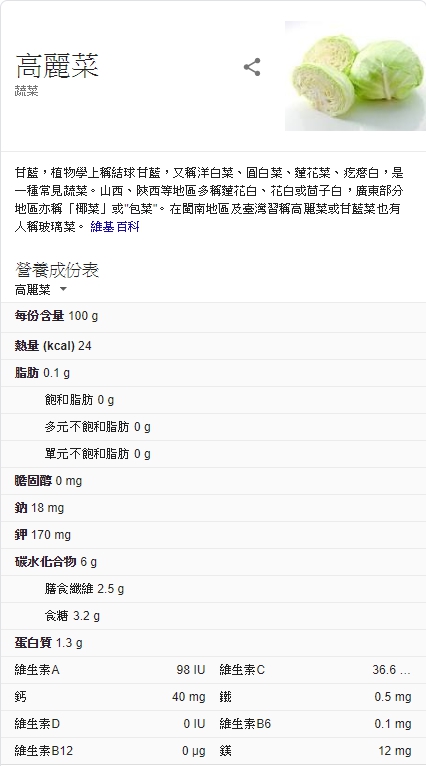 高麗菜
蔬菜
甘藍，植物學上稱結球甘藍，又稱洋白菜、圓白菜、蓮花菜、疙瘩白，是
一種常見蔬菜。山西、陝西等地區多稱蓮花白、花白或茴子白，廣東部分
地區亦稱「椰菜」或"包菜"。在閩南地區及臺灣習稱高麗菜或甘藍菜也有
人稱玻璃菜。 維基百科
營養成份表
高麗菜
每份含量 100 g
熱量 (kcal) 24
脂肪 0.1 g
飽和脂肪 0 g
多元不飽和脂肪 0 g
單元不飽和脂肪 0 g
膽固醇 0 mg
鈉 18 mg
鉀 170 mg
碳水化合物 6 g
膳食纖維 2.5 g
食糖 3.2 g
蛋白質 1.3 g
維生素A 98 IU 維生素C 36.6 ...
鈣 40 mg 鐵 0.5 mg
維生素D 0 IU 維生素B6 0.1 mg
維生素B12 0 µg 鎂 12 mg